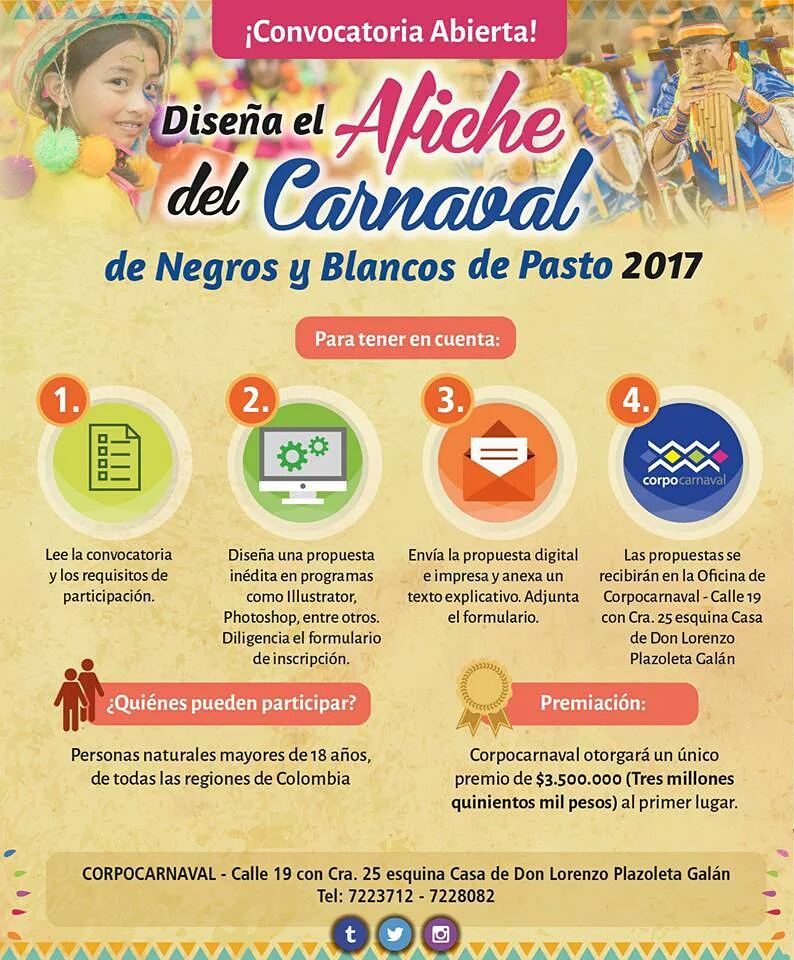 ¡Convocatoria Abierta!
Diseña el Afiche
del Carnaval
de Negros y Blancos de Pasto 2017
Para tener en cuenta:
1.
Lee la convocatoria
y los requisitos de
participación.
2.
Diseña una propuesta
inédita en programas
como Illustrator,
Photoshop, entre otros.
Diligencia el formulario
de inscripción.
3.
Envía la propuesta digital
e impresa y anexa un
texto explicativo. Adjunta
el formulario.
4.
corpocarnaval
Las propuestas se
recibirán en la Oficina de
Corpocarnaval - Calle 19
con Cra. 25 esquina Casa
de Don Lorenzo
Plazoleta Galán
¿Quiénes pueden participar?
Personas naturales mayores de 18 años,
de todas las regiones de Colombia
Premiación:
Corpocarnaval otorgará un único
premio de $3.500.000 (Tres millones
quinientos mil pesos) al primer lugar.
CORPOCARNAVAL - Calle 19 con Cra. 25 esquina Casa de Don Lorenzo Plazoleta Galán
Tel: 7223712 - 7228082
t